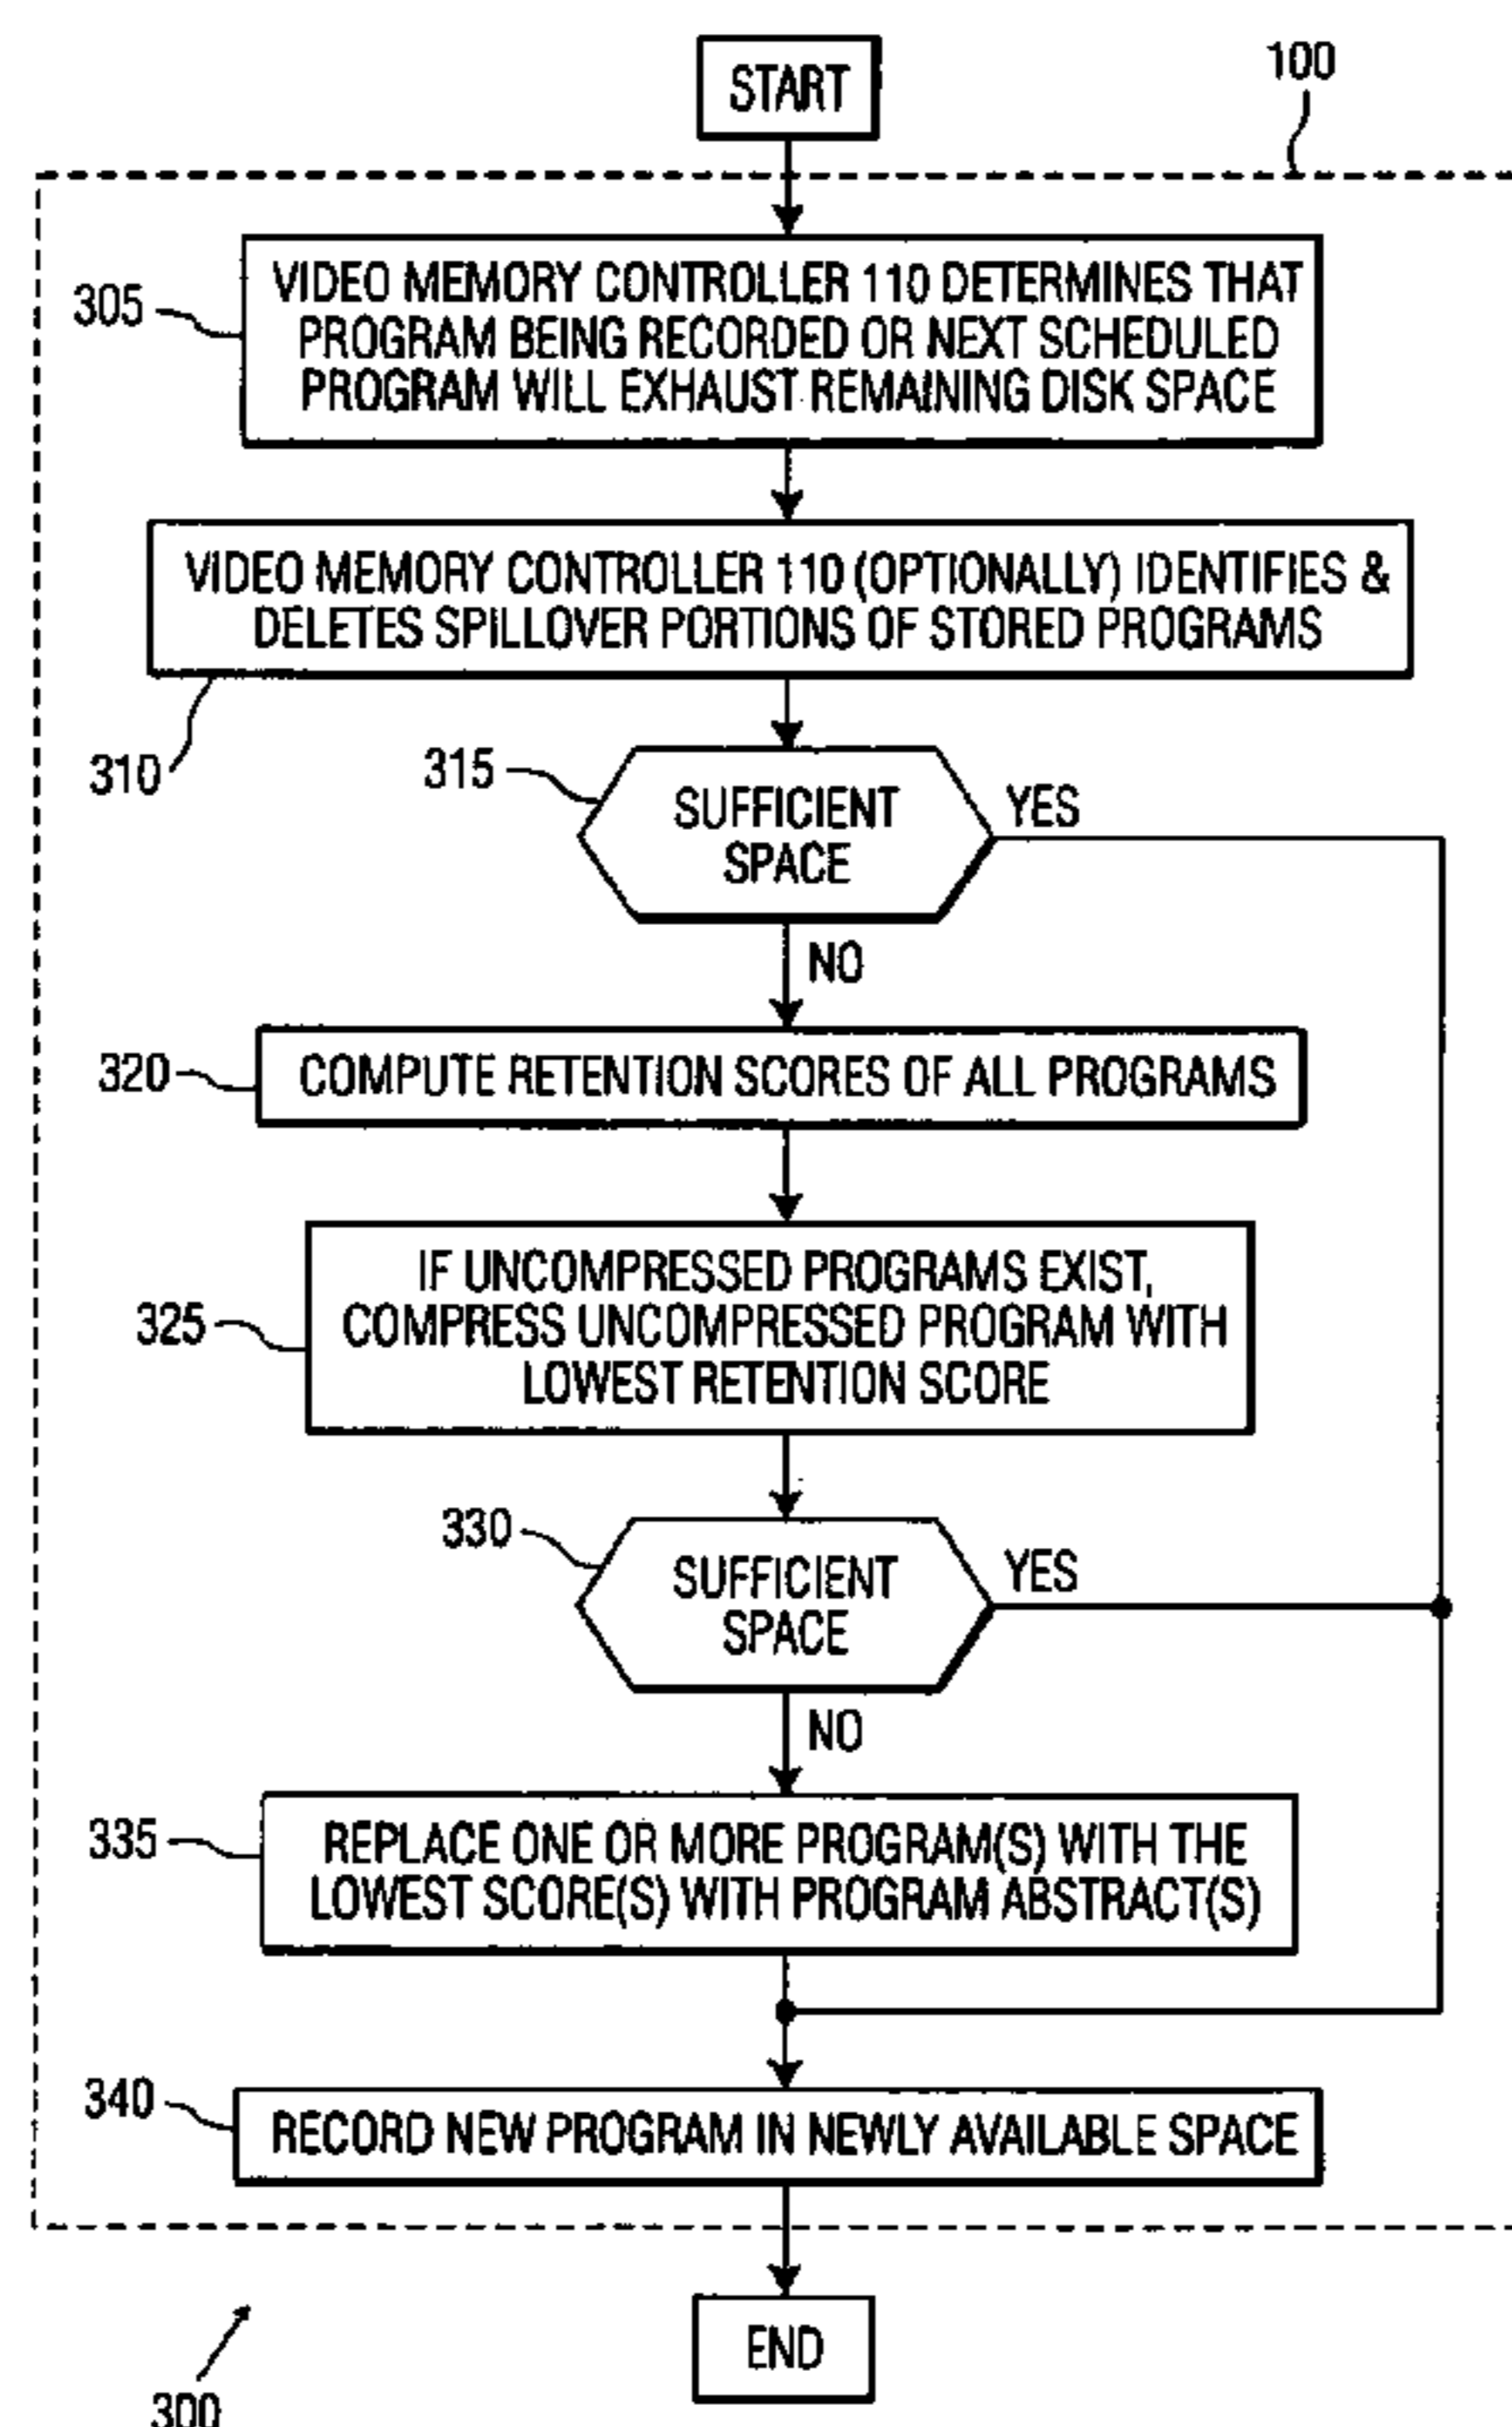 START
100
305
VIDEO MEMORY CONTROLLER 110 DETERMINES THAT
PROGRAM BEING RECORDED OR NEXT SCHEDULED
PROGRAM WILL EXHAUST REMAINING DISK SPACE
VIDEO MEMORY CONTROLLER 110 (OPTIONALLY) IDENTIFIES &
DELETES SPILLOVER PORTIONS OF STORED PROGRAMS
310
315
SUFFICIENT
SPACE
YES
NO
320
COMPUTE RETENTION SCORES OF ALL PROGRAMS
325
IF UNCOMPRESSED PROGRAMS EXIST,
COMPRESS UNCOMPRESSED PROGRAM WITH
LOWEST RETENTION SCORE
330
SUFFICIENT
SPACE
YES
NO
335
REPLACE ONE OR MORE PROGRAM(S) WITH THE
LOWEST SCORE(S) WITH PROGRAM ABSTRACT(S)
340
RECORD NEW PROGRAM IN NEWLY AVAILABLE SPACE
END
300